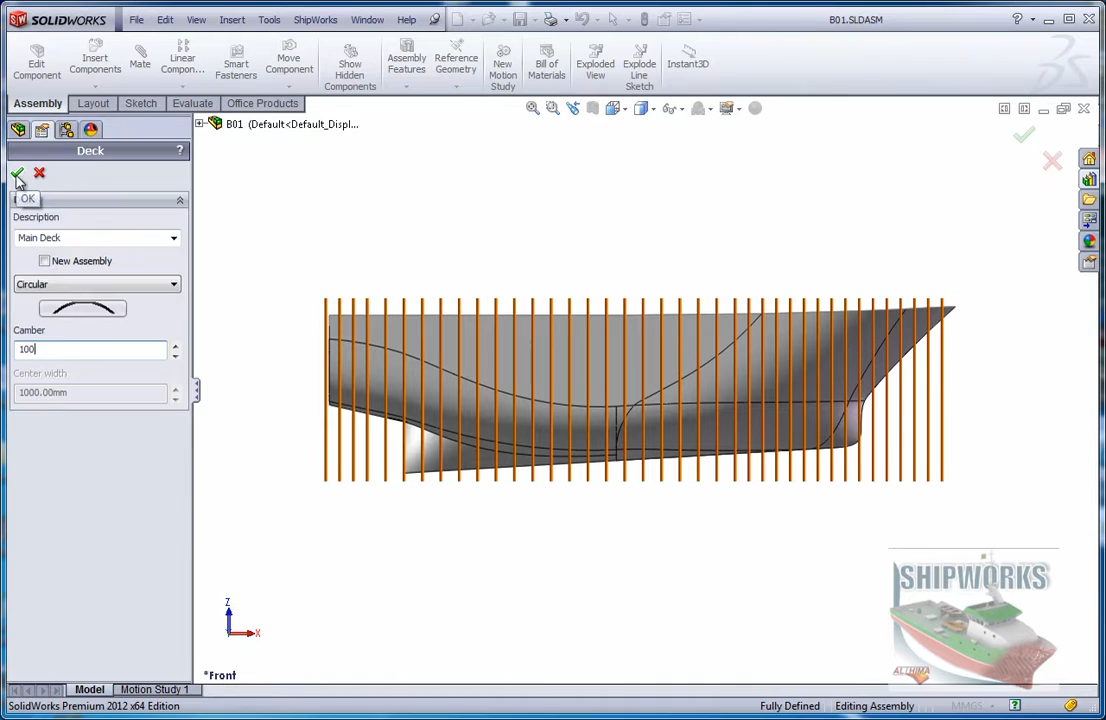 SOLIDWORKS File Edit View Insert Tools ShipWorks Window Help B01.SLDASM ?
Edit Component
Insert Components
Mate
Linear Compon...
Smart Fasteners
Move Component
Show Hidden Components
Assembly Features
Reference Geometry
New Motion Study
Bill of Materials
Exploded View
Explode Line Sketch
Instant3D
Assembly Layout Sketch Evaluate Office Products
B01 (Default<Default_Displ...
Deck ?
OK
Description
Main Deck
New Assembly
Circular
Camber
100
Center width
1000.00mm
Z
X
*Front
SHIPWORKS
Model Motion Study 1
SolidWorks Premium 2012 x64 Edition Fully Defined Editing Assembly MMGS ?